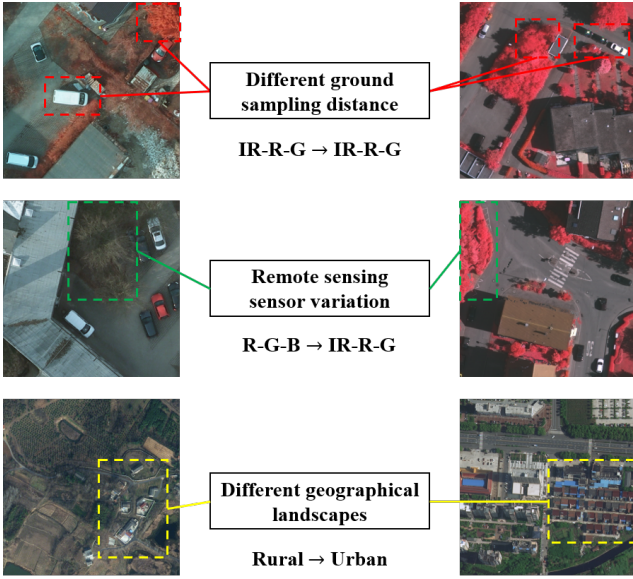 Different ground
sampling distance
IR-R-G → IR-R-G
Remote sensing
sensor variation
R-G-B → IR-R-G
Different geographical
landscapes
Rural → Urban